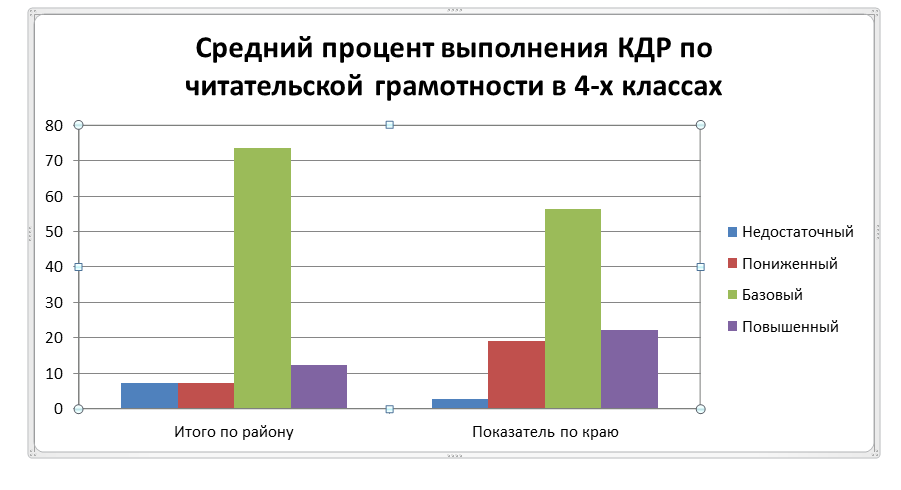 Средний процент выполнения КДР по
читательской грамотности в 4-х классах
80
70
60
50
40
30
20
10
0
Итого по району
Показатель по краю
Недостаточный
Пониженный
Базовый
Повышенный